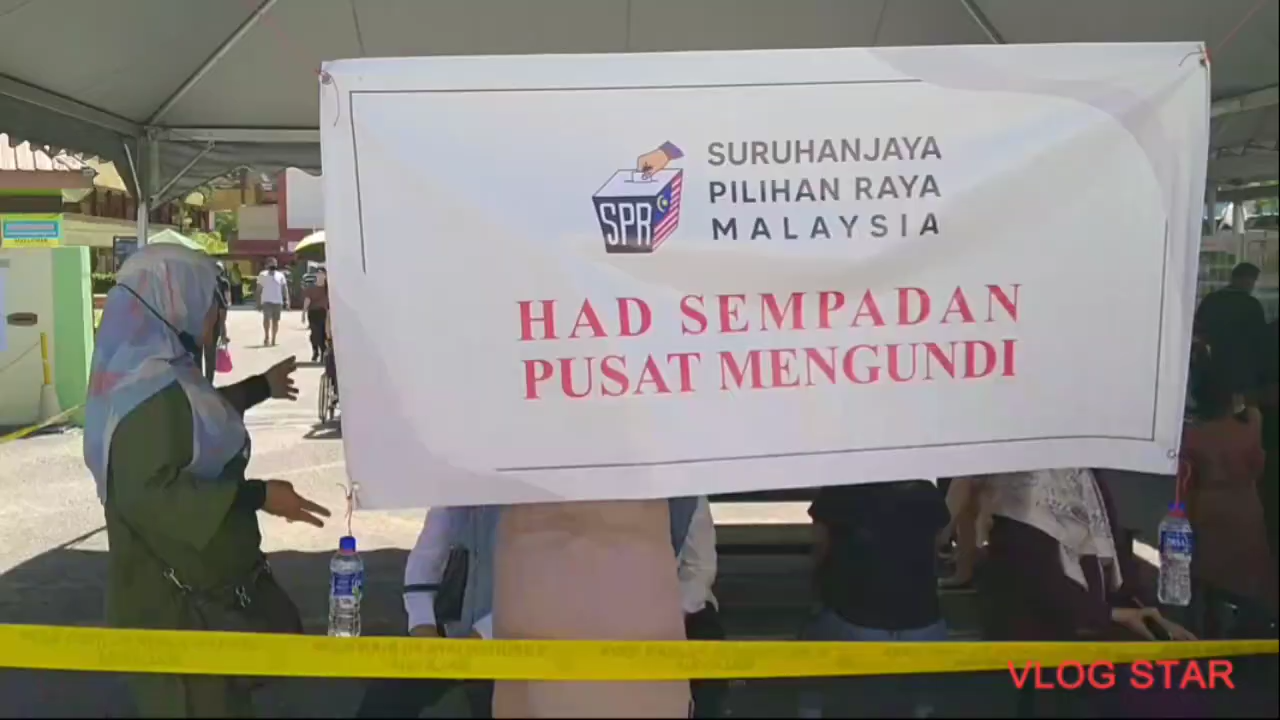 SPR
SURUHANJAYA
PILIHAN RAYA
MALAYSIA
HAD SEMPADAN
PUSAT MENGUNDI
VLOG STAR